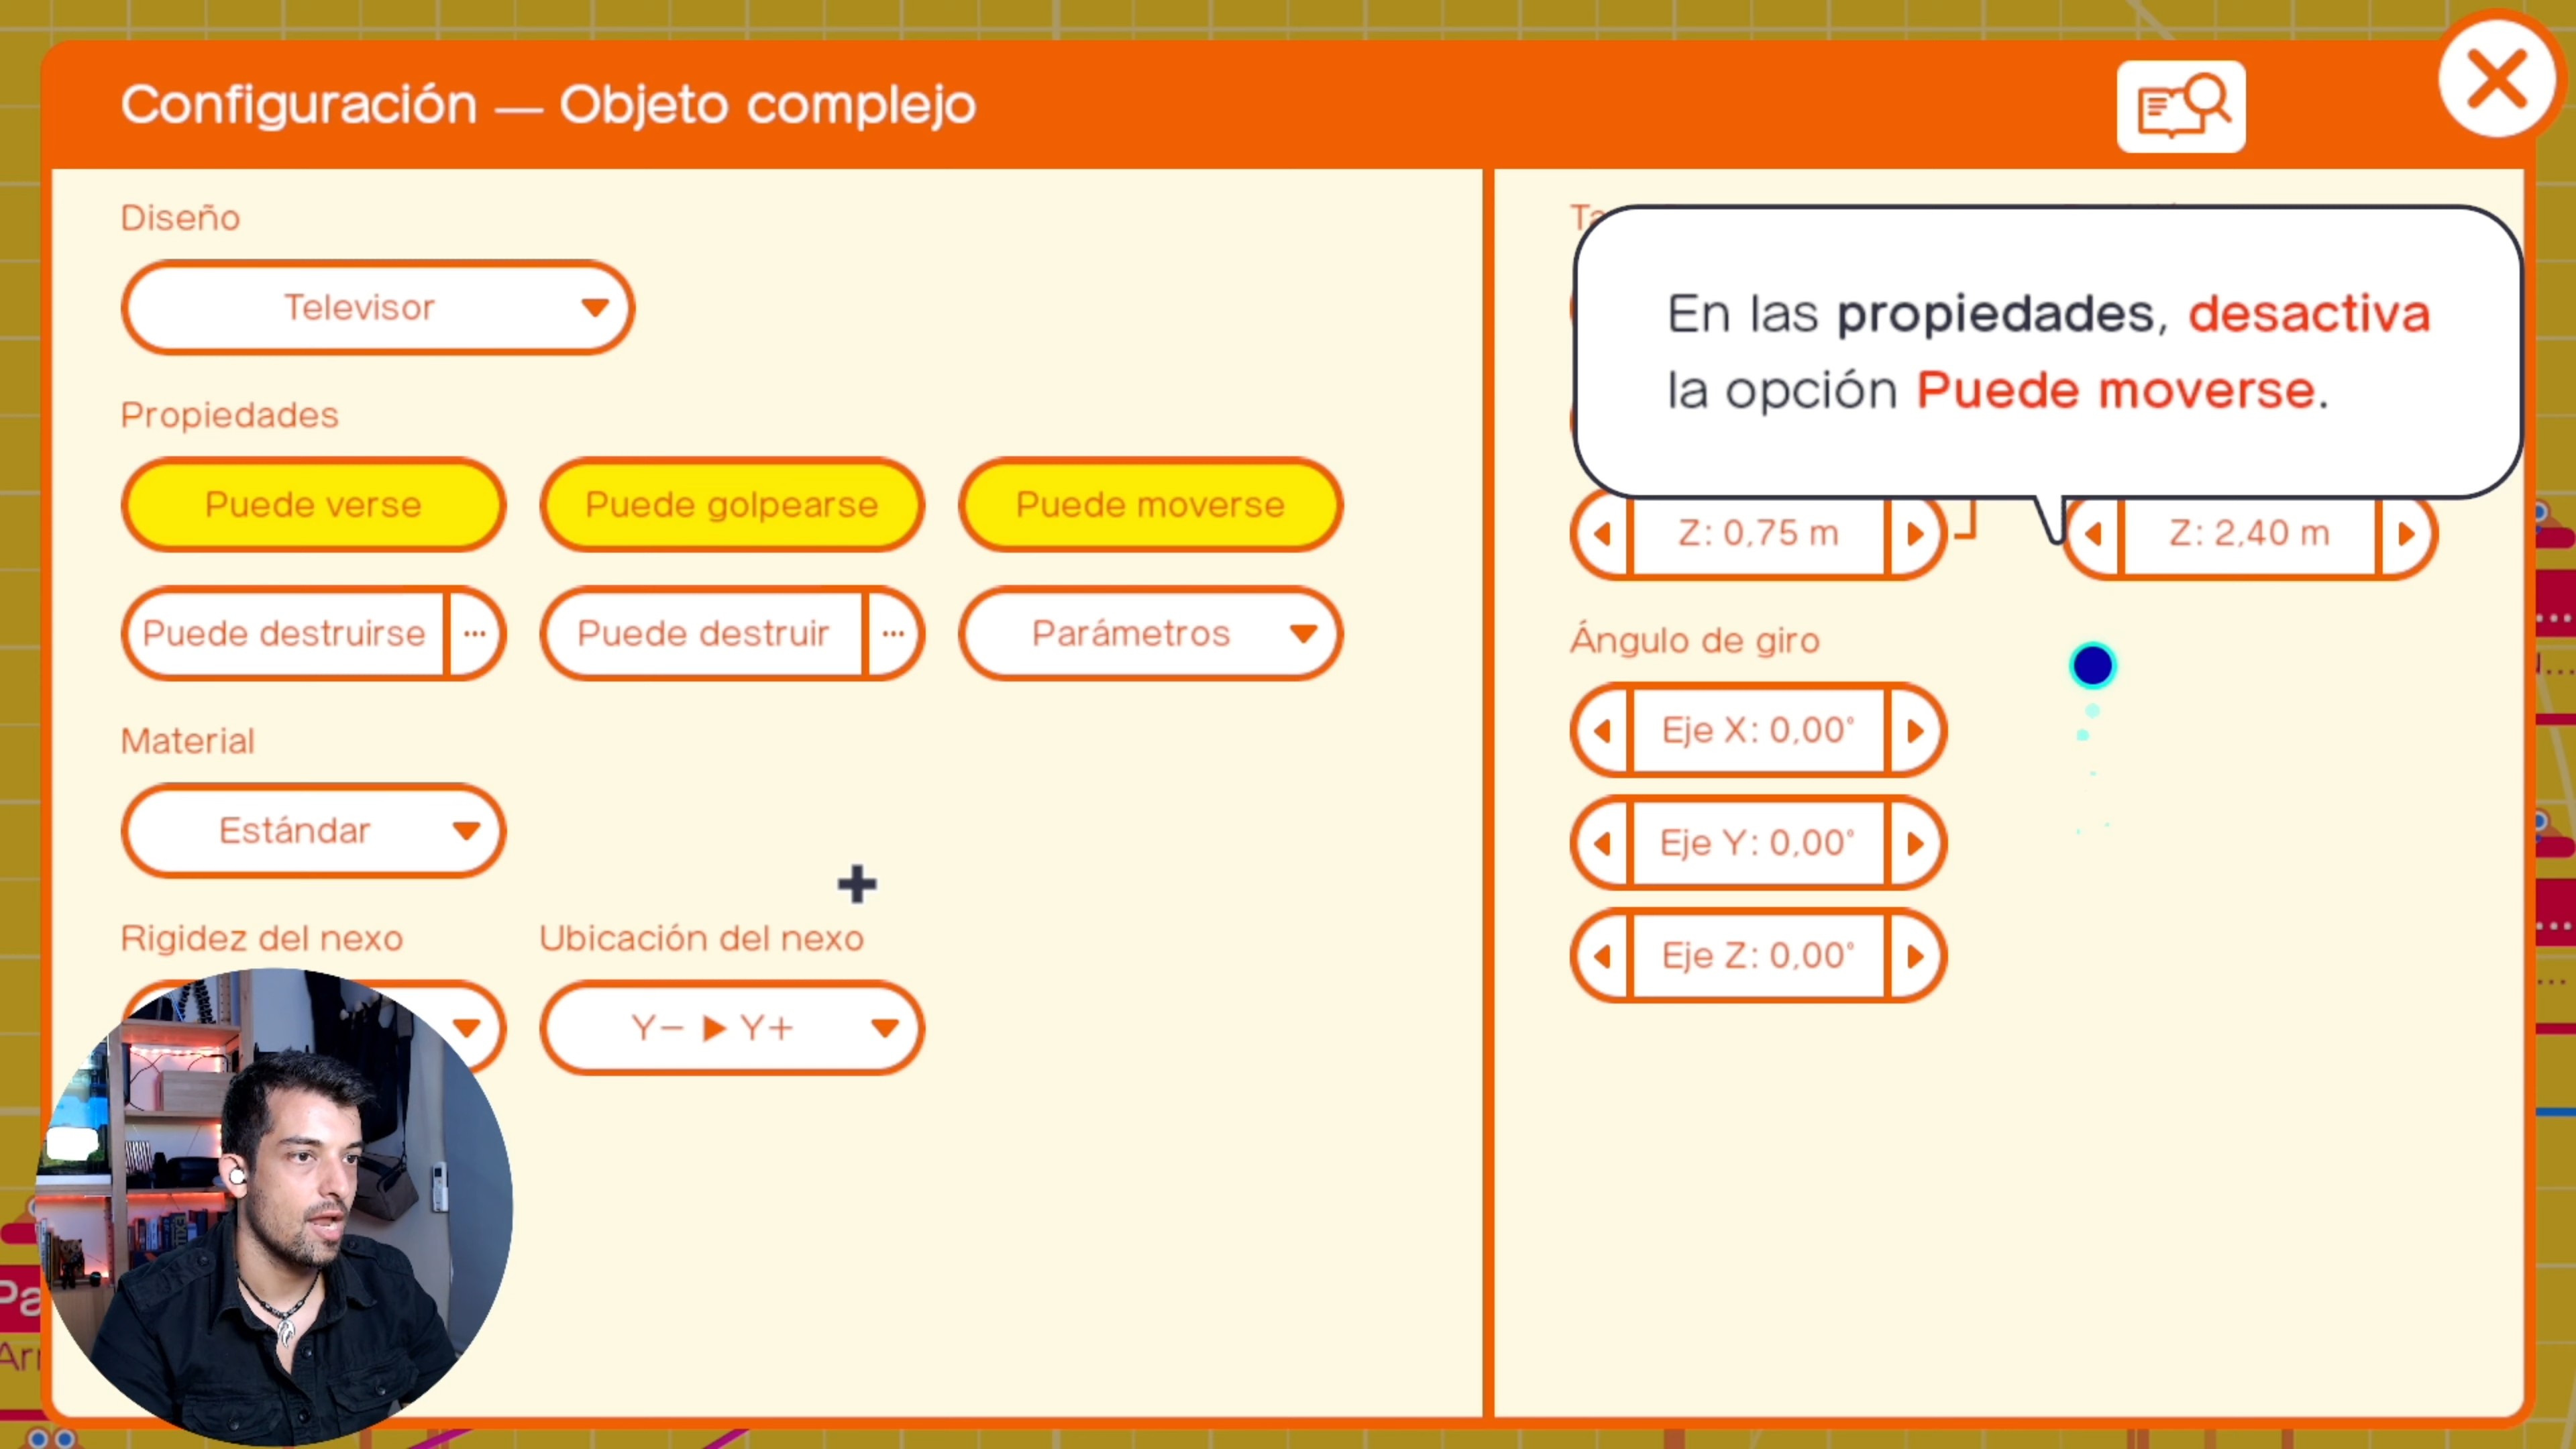 Configuración — Objeto complejo
Diseño
Televisor
Propiedades
Puede verse
Puede golpearse
Puede moverse
Puede destruirse ...
Puede destruir ...
Parámetros
Material
Estándar
Rigidez del nexo
Ubicación del nexo
Y− ▶ Y+
En las propiedades, desactiva
la opción Puede moverse.
Z: 0,75 m
Z: 2,40 m
Ángulo de giro
Eje X: 0,00°
Eje Y: 0,00°
Eje Z: 0,00°